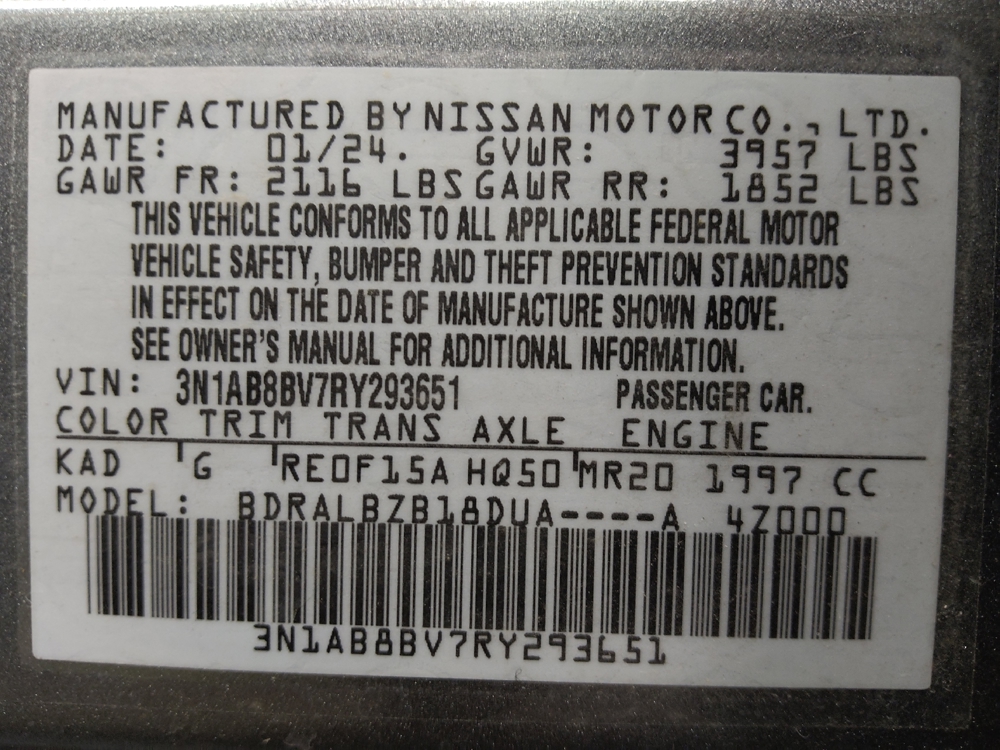 MANUFACTURED BY NISSAN MOTOR CO., LTD.
DATE: 01/24. GVWR: 3957 LBS
GAWR FR: 2116 LBS GAWR RR: 1852 LBS
THIS VEHICLE CONFORMS TO ALL APPLICABLE FEDERAL MOTOR
VEHICLE SAFETY, BUMPER AND THEFT PREVENTION STANDARDS
IN EFFECT ON THE DATE OF MANUFACTURE SHOWN ABOVE.
SEE OWNER'S MANUAL FOR ADDITIONAL INFORMATION.
VIN: 3N1AB8BV7RY293651 PASSENGER CAR.
COLOR TRIM TRANS AXLE ENGINE
KAD G RE0F15A HQ50 MR20 1997 CC
MODEL: BDRALBZB18DUA----A 4Z000
3N1AB8BV7RY293651